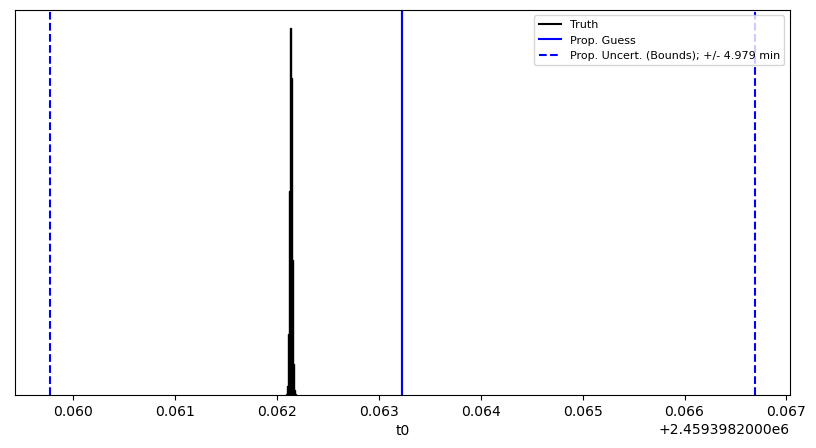 Truth
Prop. Guess
Prop. Uncert. (Bounds); +/- 4.979 min
0.060 0.061 0.062 0.063 0.064 0.065 0.066 0.067
t0
+2.4593982000e6